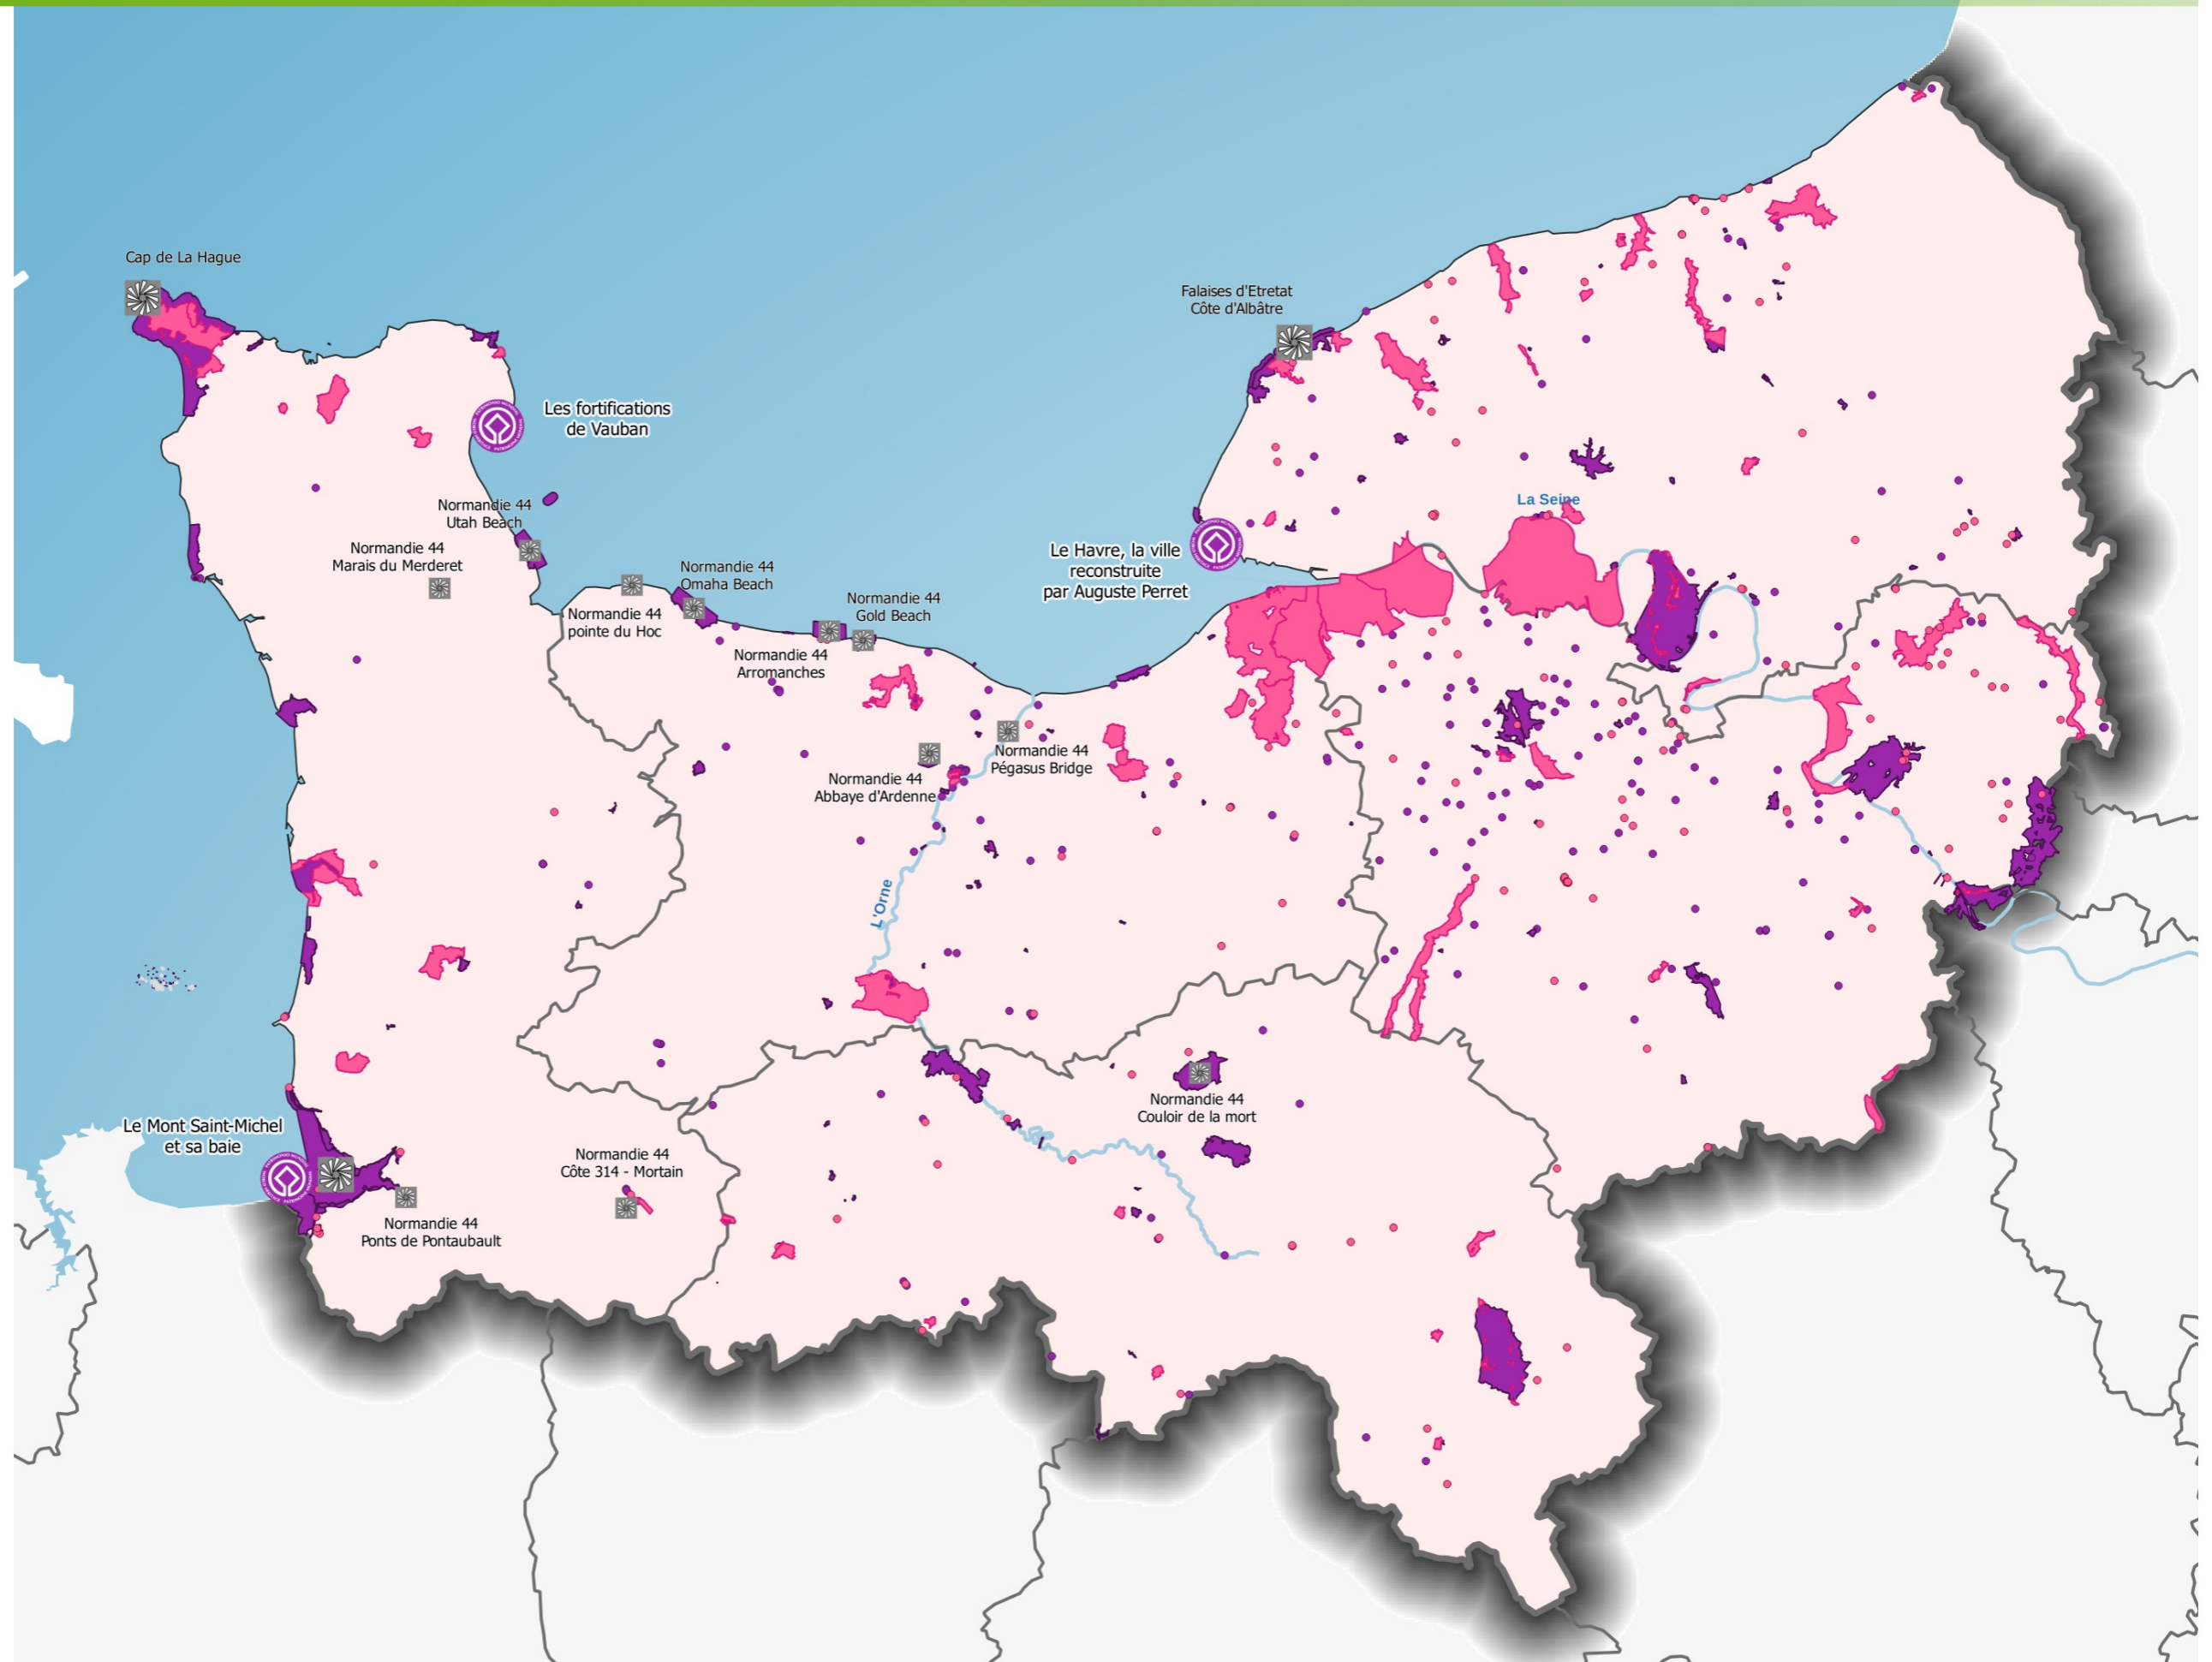 Cap de La Hague
Falaises d'Etretat
Côte d'Albâtre
Les fortifications
de Vauban
Normandie 44
Utah Beach
La Seine
Normandie 44
Marais du Merderet
Le Havre, la ville
reconstruite
par Auguste Perret
Normandie 44
Omaha Beach
Normandie 44
Gold Beach
Normandie 44
pointe du Hoc
Normandie 44
Arromanches
Normandie 44
Pégasus Bridge
Normandie 44
Abbaye d'Ardenne
L'Orne
Normandie 44
Couloir de la mort
Le Mont Saint-Michel
et sa baie
Normandie 44
Côte 314 - Mortain
Normandie 44
Ponts de Pontaubault